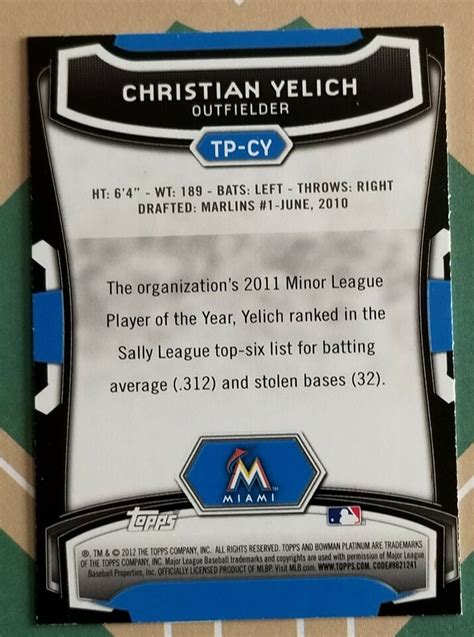 CHRISTIAN YELICH
OUTFIELDER
TP-CY
HT: 6'4" - WT: 189 - BATS: LEFT - THROWS: RIGHT
DRAFTED: MARLINS #1-JUNE, 2010
The organization's 2011 Minor League
Player of the Year, Yelich ranked in the
Sally League top-six list for batting
average (.312) and stolen bases (32).
M
MIAMI
Topps
®, TM & © 2012 THE TOPPS COMPANY, INC. ALL RIGHTS RESERVED. TOPPS AND BOWMAN PLATINUM ARE TRADEMARKS
OF THE TOPPS COMPANY, INC. Major League Baseball trademarks and copyrights are used with permission of Major League
Baseball Properties, Inc. OFFICIALLY LICENSED PRODUCT OF MLBP. Visit MLB.com. WWW.TOPPS.COM. CODE#8621241